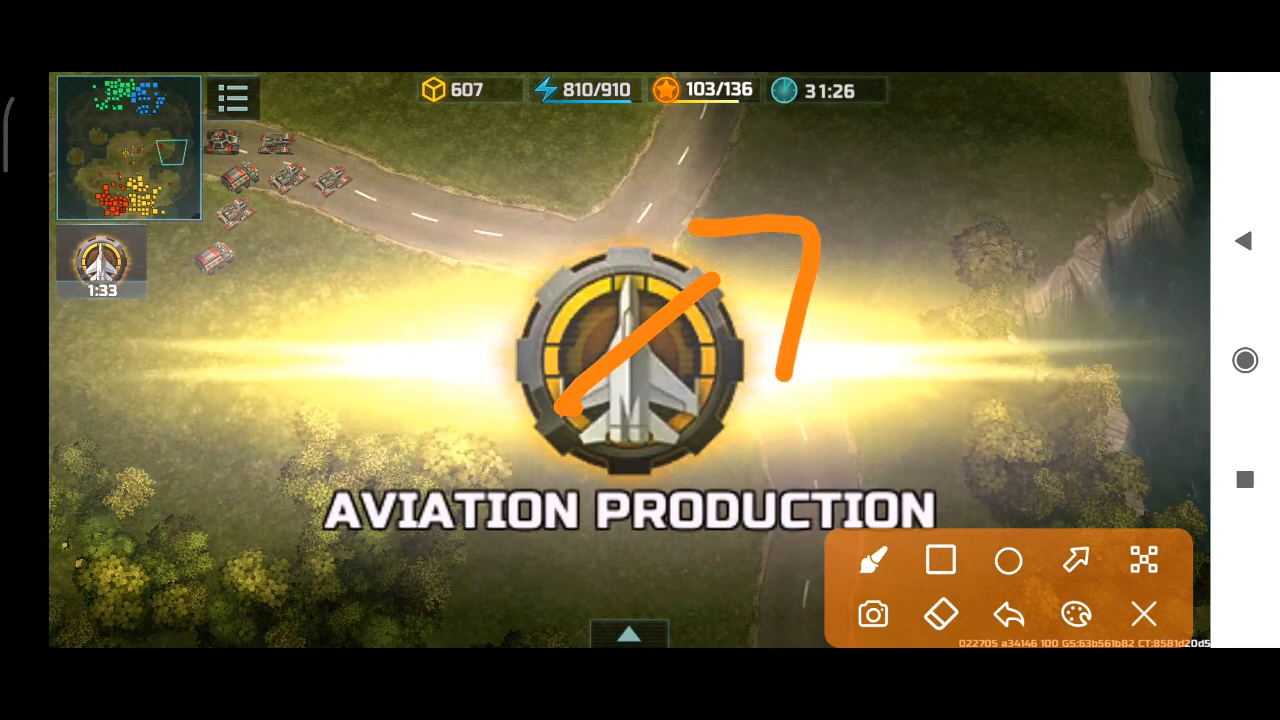 607 810/910 103/136 31:26
1:33
AVIATION PRODUCTION
022705 a34146 100 GS:63b561b82 CT:8581d20d5